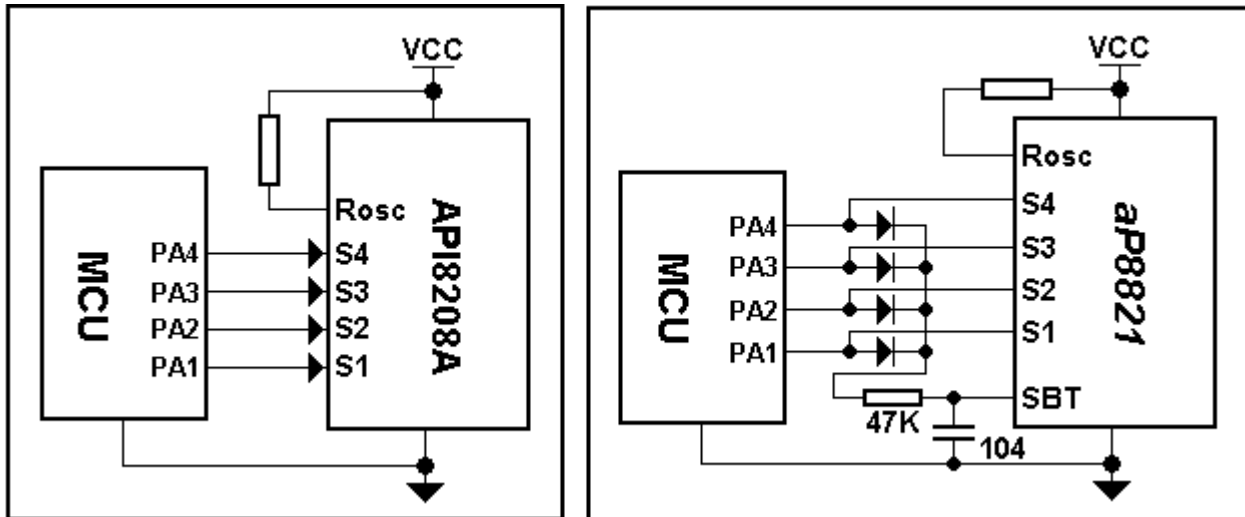 VCC
Rosc
API8208A
MCU
PA4
S4
PA3
S3
PA2
S2
PA1
S1
VCC
Rosc
aP8821
MCU
PA4
S4
PA3
S3
PA2
S2
PA1
S1
SBT
47K
104